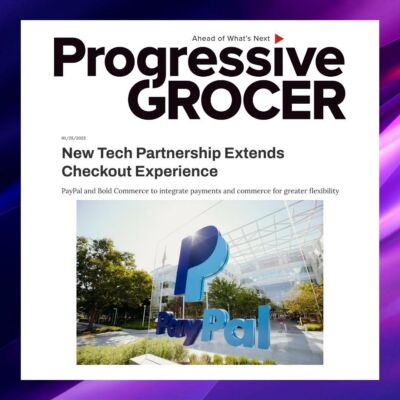 Ahead of What's Next
Progressive
GROCER
New Tech Partnership Extends
Checkout Experience
PayPal and Bold Commerce to integrate payments and commerce for greater flexibility
PayPal